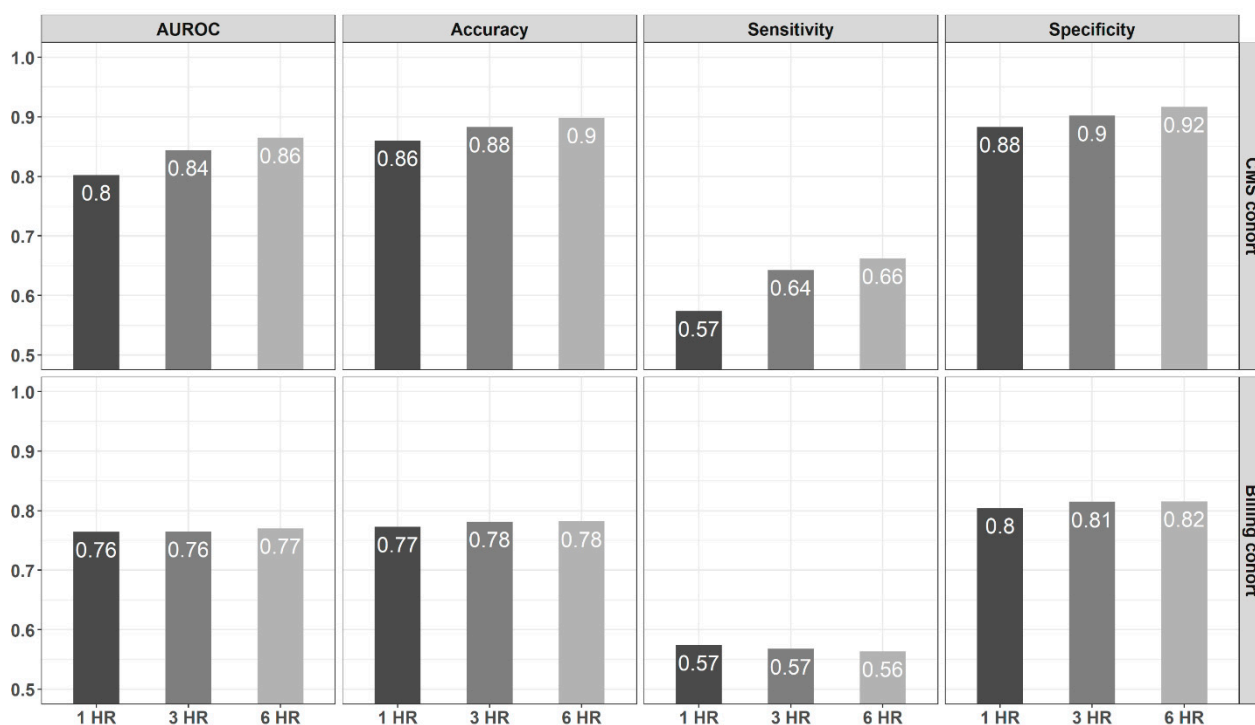 AUROC Accuracy Sensitivity Specificity
1.0
0.9
0.8
0.7
0.6
0.5
0.8 0.84 0.86
0.86 0.88 0.9
0.57 0.64 0.66
0.88 0.9 0.92
CMS cohort
1.0
0.9
0.8
0.7
0.6
0.5
0.76 0.76 0.77
0.77 0.78 0.78
0.57 0.57 0.56
0.8 0.81 0.82
Billing cohort
1 HR 3 HR 6 HR 1 HR 3 HR 6 HR 1 HR 3 HR 6 HR 1 HR 3 HR 6 HR